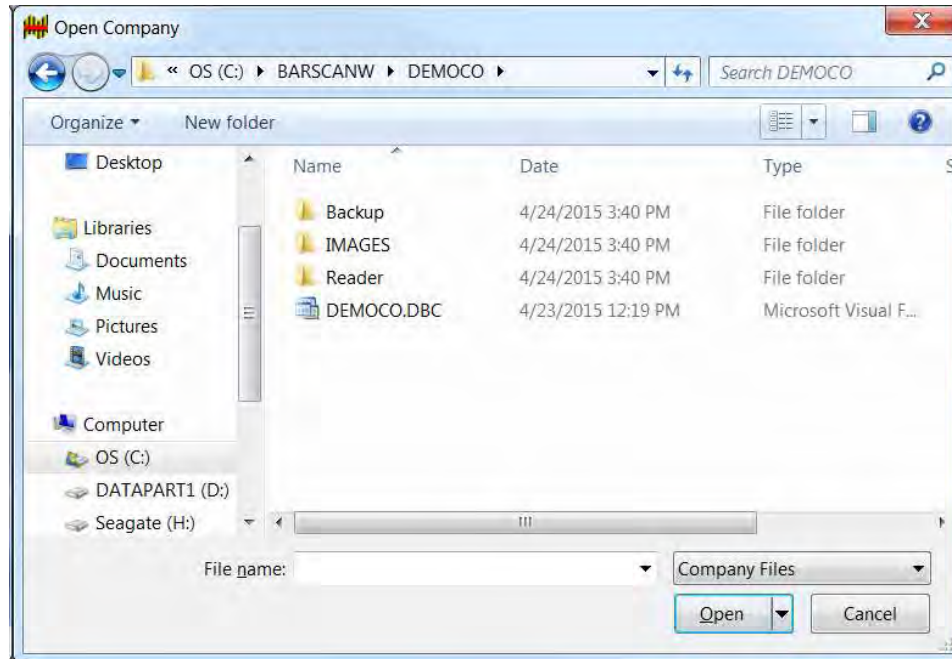 Open Company
« OS (C:) ▸ BARSCANW ▸ DEMOCO ▸ Search DEMOCO
Organize New folder
Name Date Type
Desktop
Libraries
Documents
Music
Pictures
Videos
Computer
OS (C:)
DATAPART1 (D:)
Seagate (H:)
Backup 4/24/2015 3:40 PM File folder
IMAGES 4/24/2015 3:40 PM File folder
Reader 4/24/2015 3:40 PM File folder
DEMOCO.DBC 4/23/2015 12:19 PM Microsoft Visual F...
File name: Company Files
Open Cancel